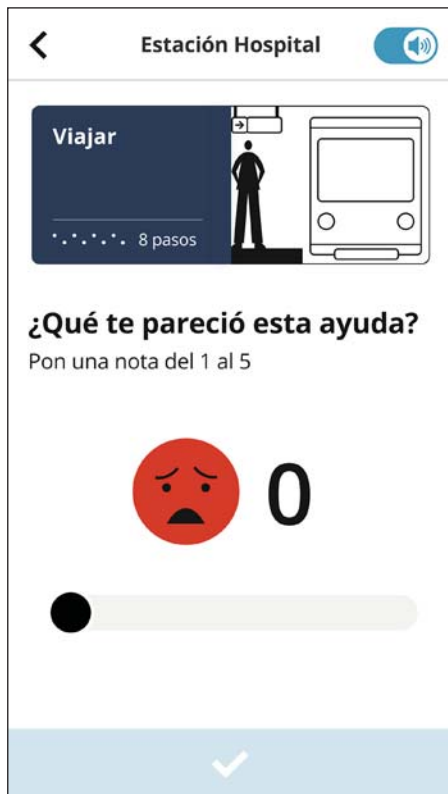 Estación Hospital
Viajar
8 pasos
¿Qué te pareció esta ayuda?
Pon una nota del 1 al 5
0